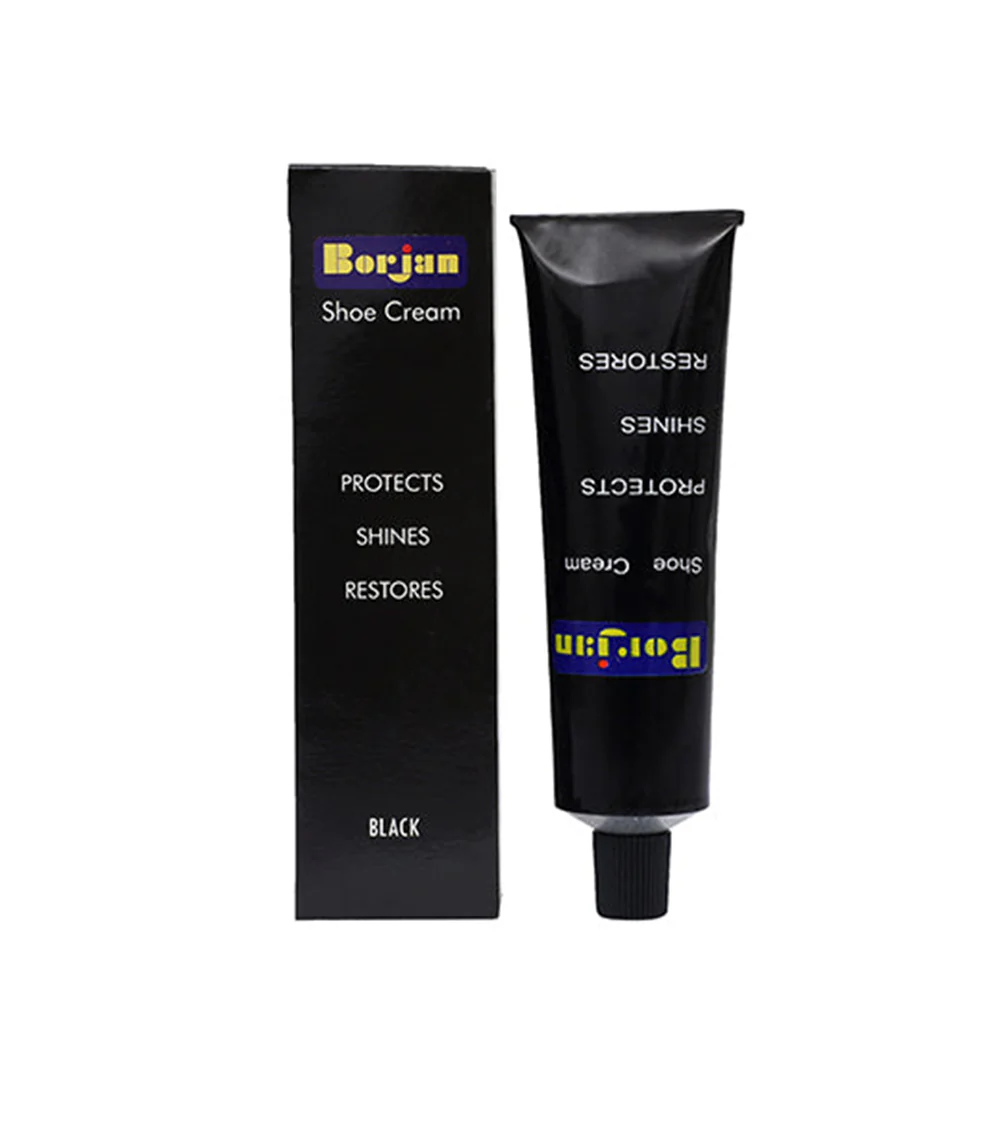 Borjan
Shoe Cream
PROTECTS
SHINES
RESTORES
BLACK
Borjan
Shoe Cream
PROTECTS
SHINES
RESTORES